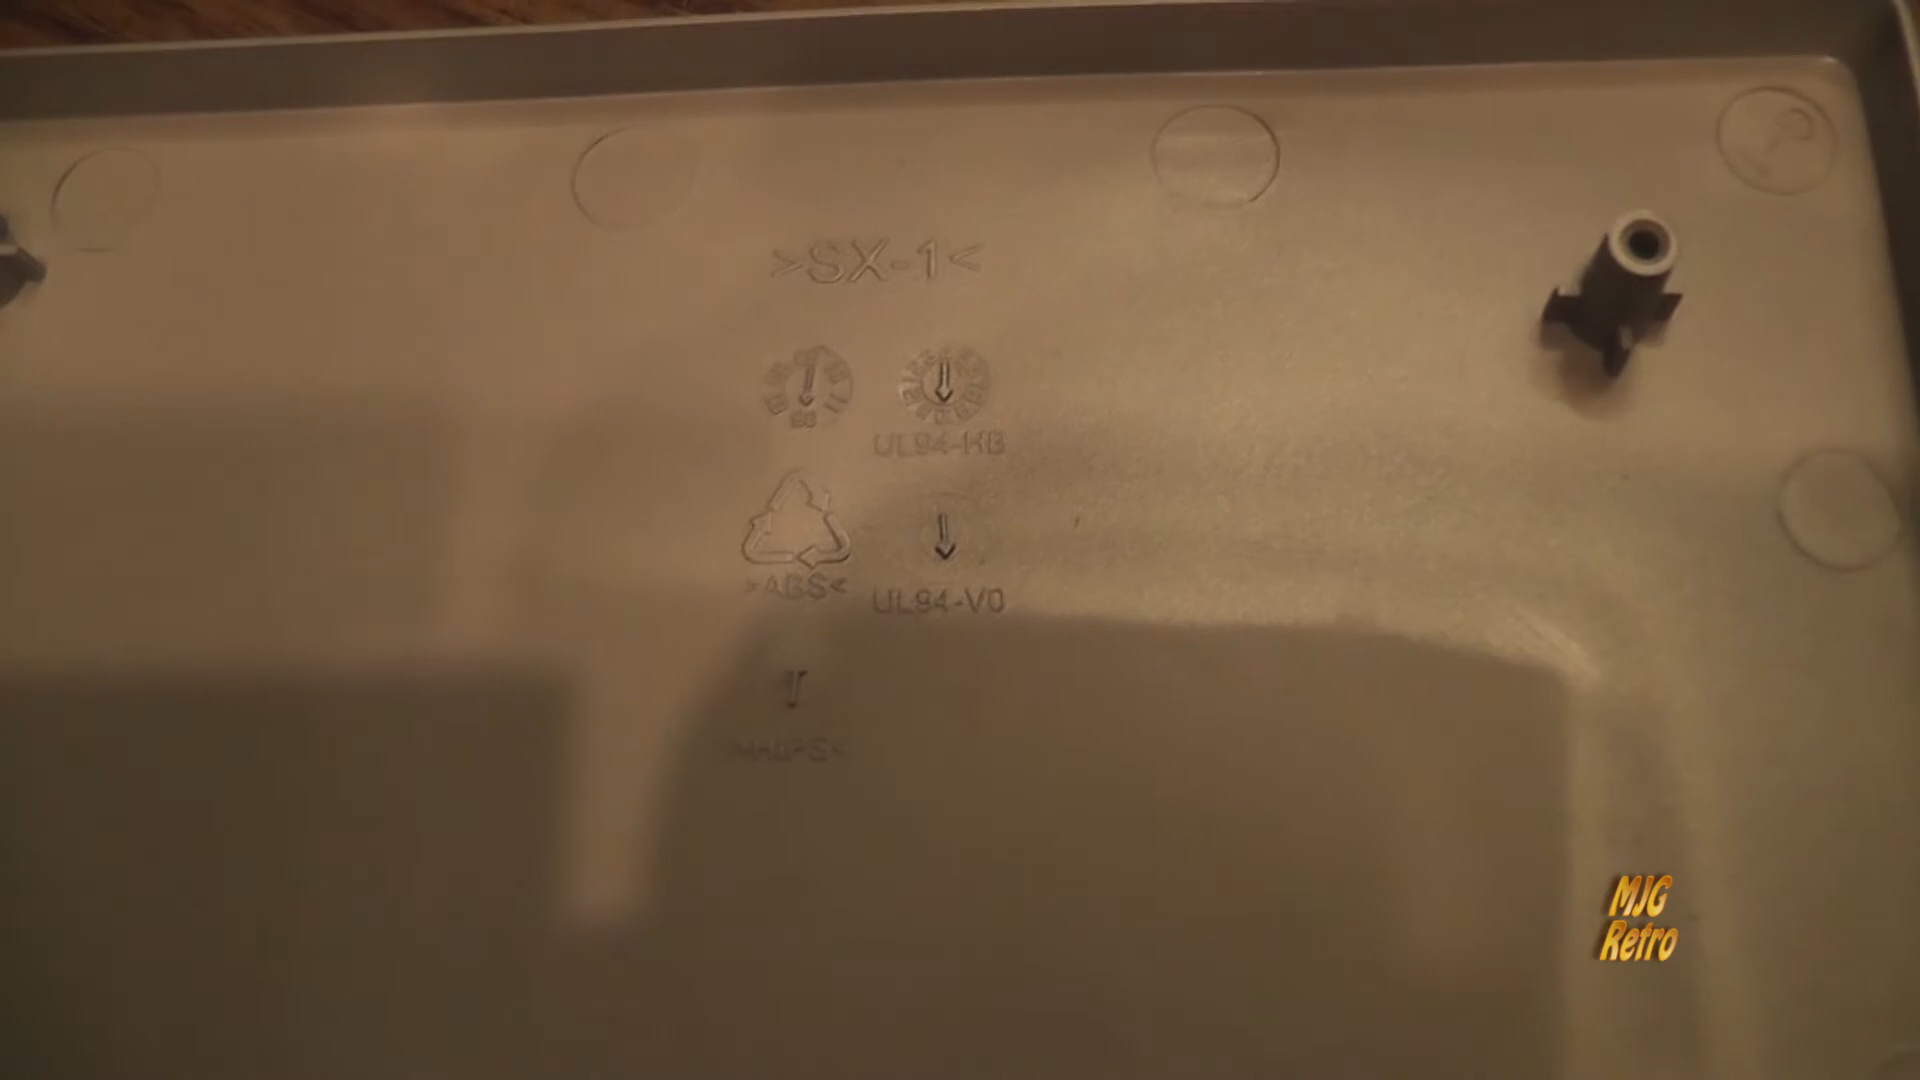 >SX-1<
UL94-HB
>ABS<
UL94-V0
MJG
Retro